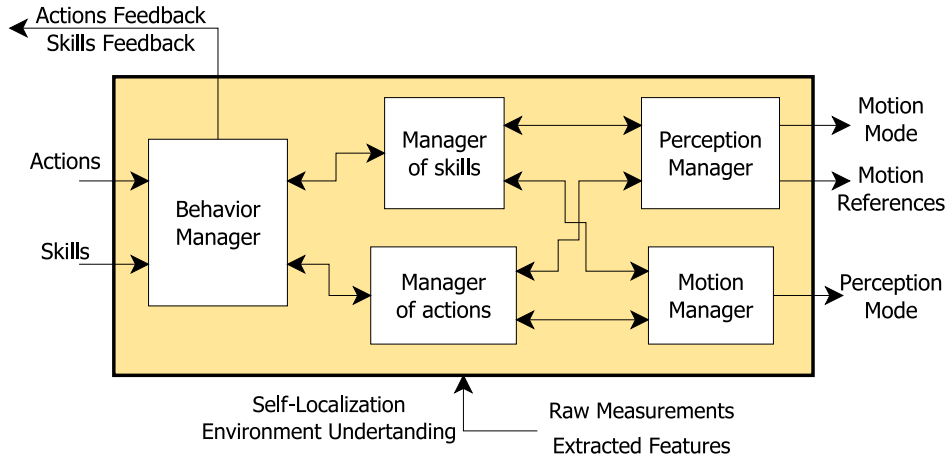 Actions Feedback
Skills Feedback
Actions
Skills
Behavior
Manager
Manager
of skills
Manager
of actions
Perception
Manager
Motion
Manager
Motion
Mode
Motion
References
Perception
Mode
Self-Localization
Environment Undertanding
Raw Measurements
Extracted Features